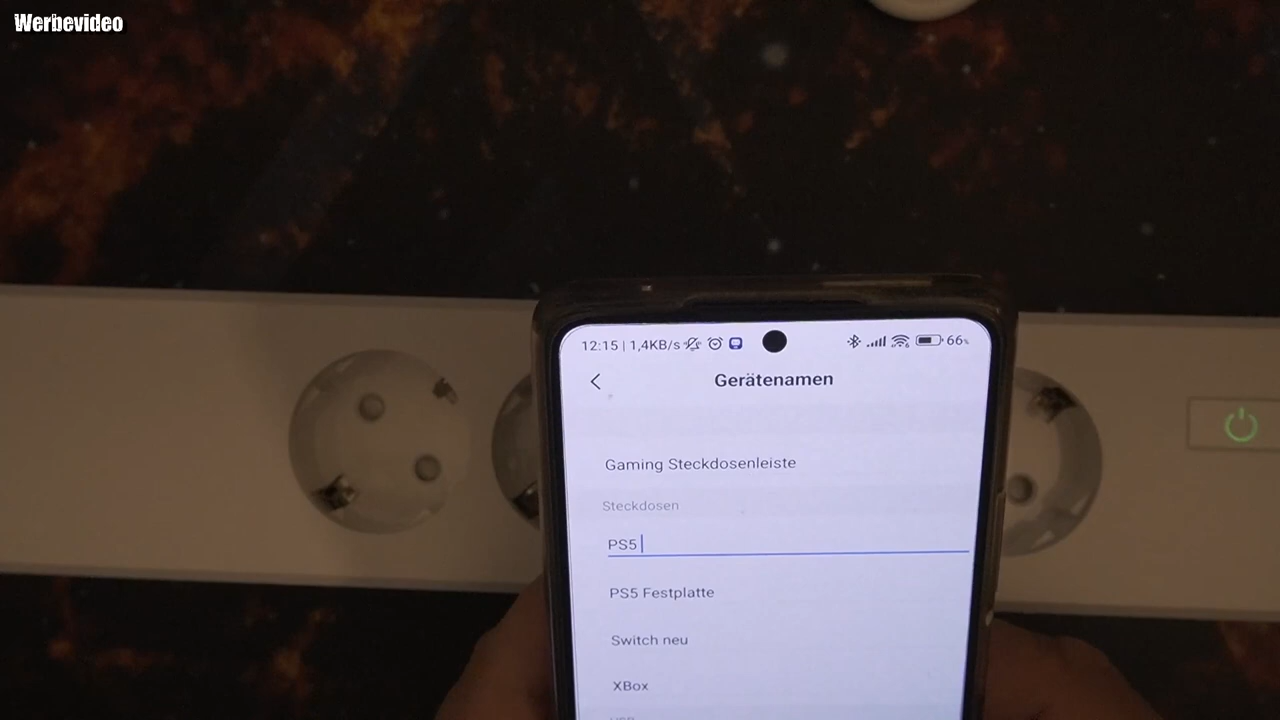 Werbevideo
12:15 | 1,4KB/s 66%
Gerätenamen
Gaming Steckdosenleiste
Steckdosen
PS5
PS5 Festplatte
Switch neu
XBox